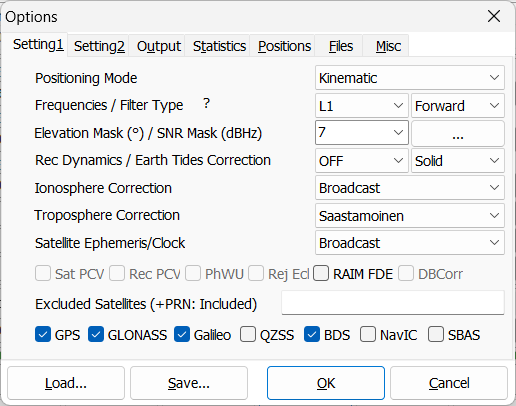 Options
Setting1 Setting2 Output Statistics Positions Files Misc
Positioning Mode Kinematic
Frequencies / Filter Type ? L1 Forward
Elevation Mask (°) / SNR Mask (dBHz) 7 ...
Rec Dynamics / Earth Tides Correction OFF Solid
Ionosphere Correction Broadcast
Troposphere Correction Saastamoinen
Satellite Ephemeris/Clock Broadcast
Sat PCV Rec PCV PhWU Rej Ecl RAIM FDE DBCorr
Excluded Satellites (+PRN: Included)
GPS GLONASS Galileo QZSS BDS NavIC SBAS
Load... Save... OK Cancel